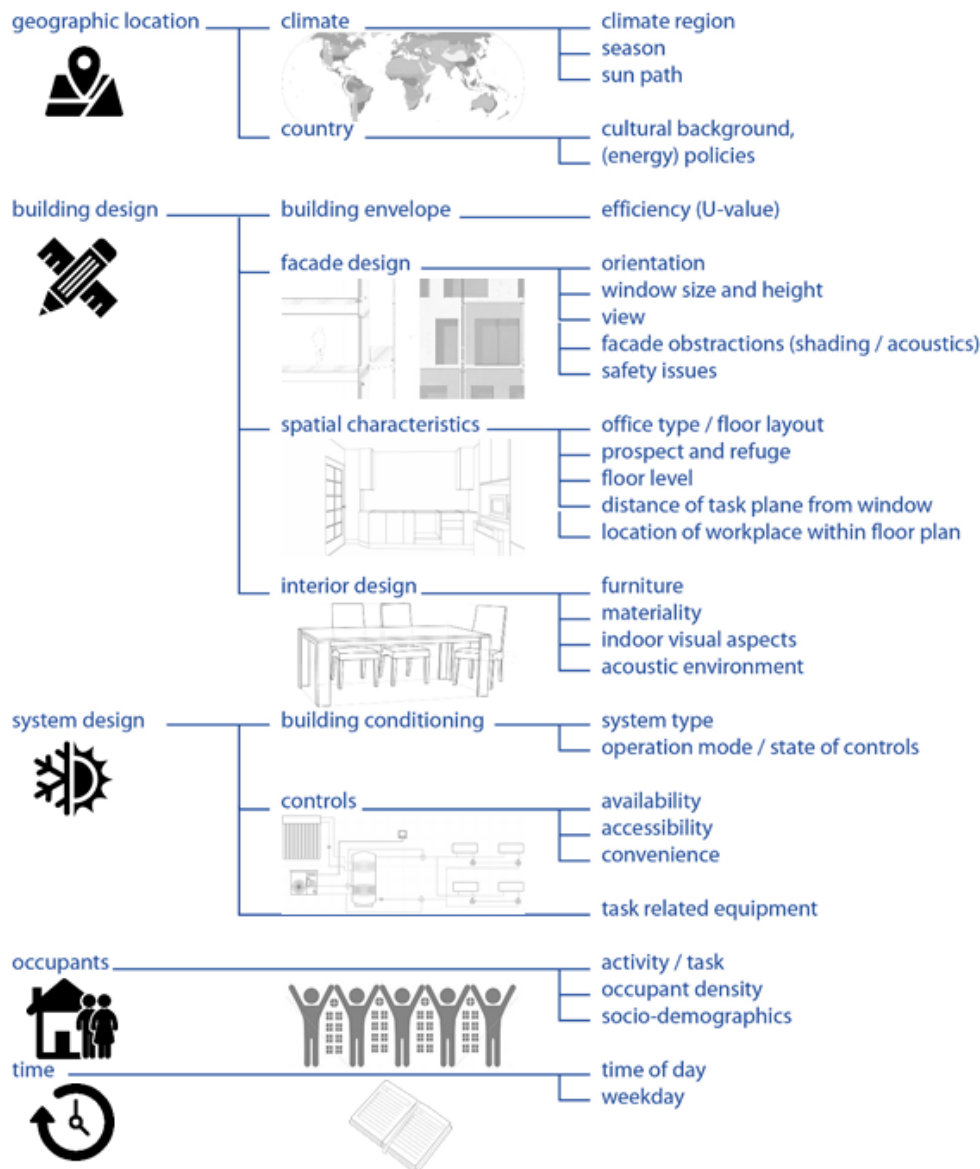 geographic location
climate
climate region
season
sun path
country
cultural background,
(energy) policies
building design
building envelope
efficiency (U-value)
facade design
orientation
window size and height
view
facade obstractions (shading / acoustics)
safety issues
spatial characteristics
office type / floor layout
prospect and refuge
floor level
distance of task plane from window
location of workplace within floor plan
interior design
furniture
materiality
indoor visual aspects
acoustic environment
system design
building conditioning
system type
operation mode / state of controls
controls
availability
accessibility
convenience
task related equipment
occupants
activity / task
occupant density
socio-demographics
time
time of day
weekday